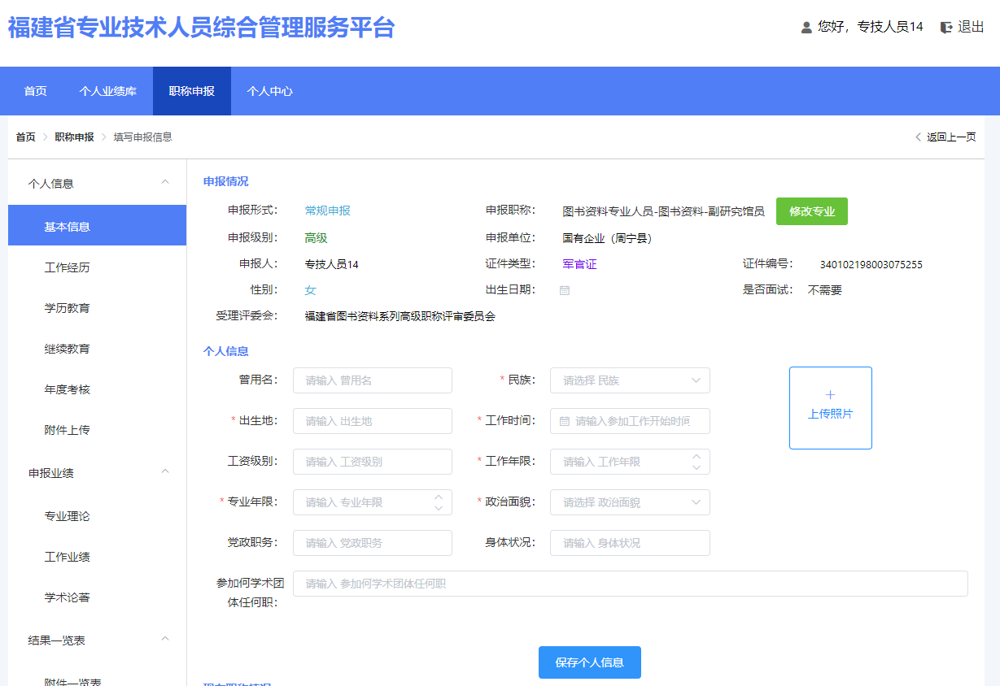 福建省专业技术人员综合管理服务平台
您好，专技人员14 退出
首页 个人业绩库 职称申报 个人中心
首页 > 职称申报 > 填写申报信息
< 返回上一页
个人信息
基本信息
工作经历
学历教育
继续教育
年度考核
附件上传
申报业绩
专业理论
工作业绩
学术论著
结果一览表
附件一览表
申报情况
申报形式： 常规申报 申报职称： 图书资料专业人员-图书资料-副研究馆员 修改专业
申报级别： 高级 申报单位： 国有企业（周宁县）
申报人： 专技人员14 证件类型： 军官证 证件编号： 340102198003075255
性别： 女 出生日期： 是否面试： 不需要
受理评委会： 福建省图书资料系列高级职称评审委员会
个人信息
曾用名： 请输入 曾用名 * 民族： 请选择 民族
+
上传照片
* 出生地： 请输入 出生地 * 工作时间： 请输入参加工作开始时间
工资级别： 请输入 工资级别 * 工作年限： 请输入 工作年限
* 专业年限： 请输入 专业年限 * 政治面貌： 请选择 政治面貌
党政职务： 请输入 党政职务 身体状况： 请输入 身体状况
参加何学术团
体任何职： 请输入 参加何学术团体任何职
保存个人信息
现有职称情况